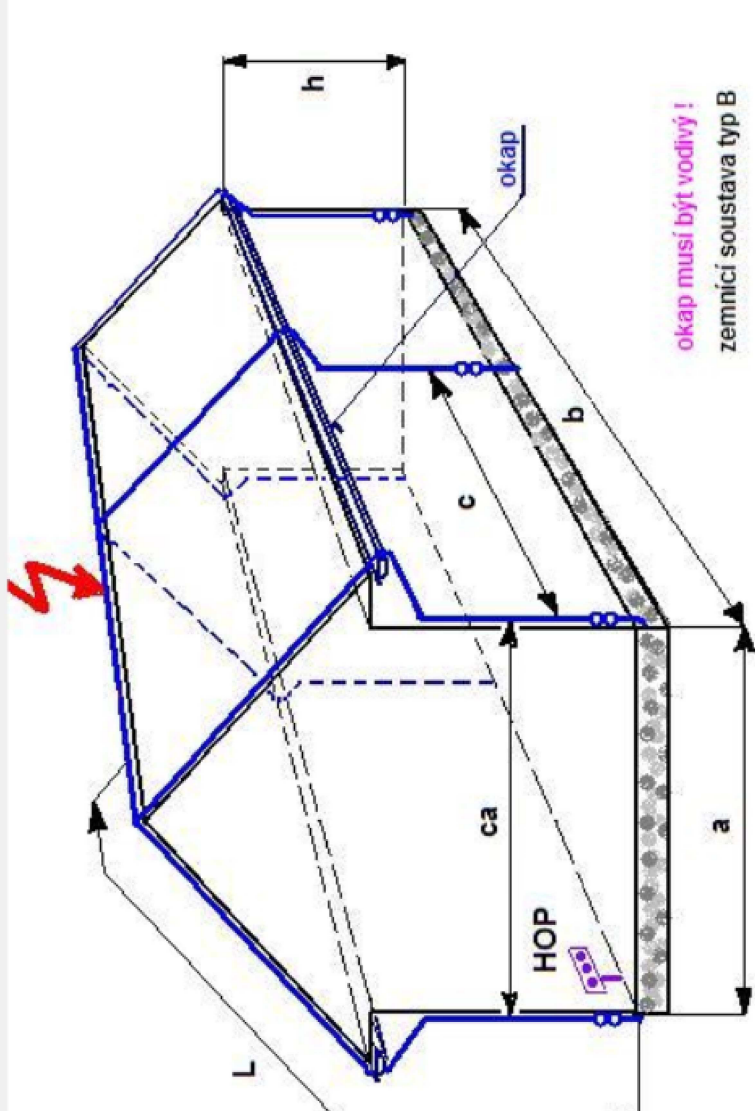 h
okap
okap musí být vodivý !
zemnící soustava typ B
b
c
ca
HOP
a
L